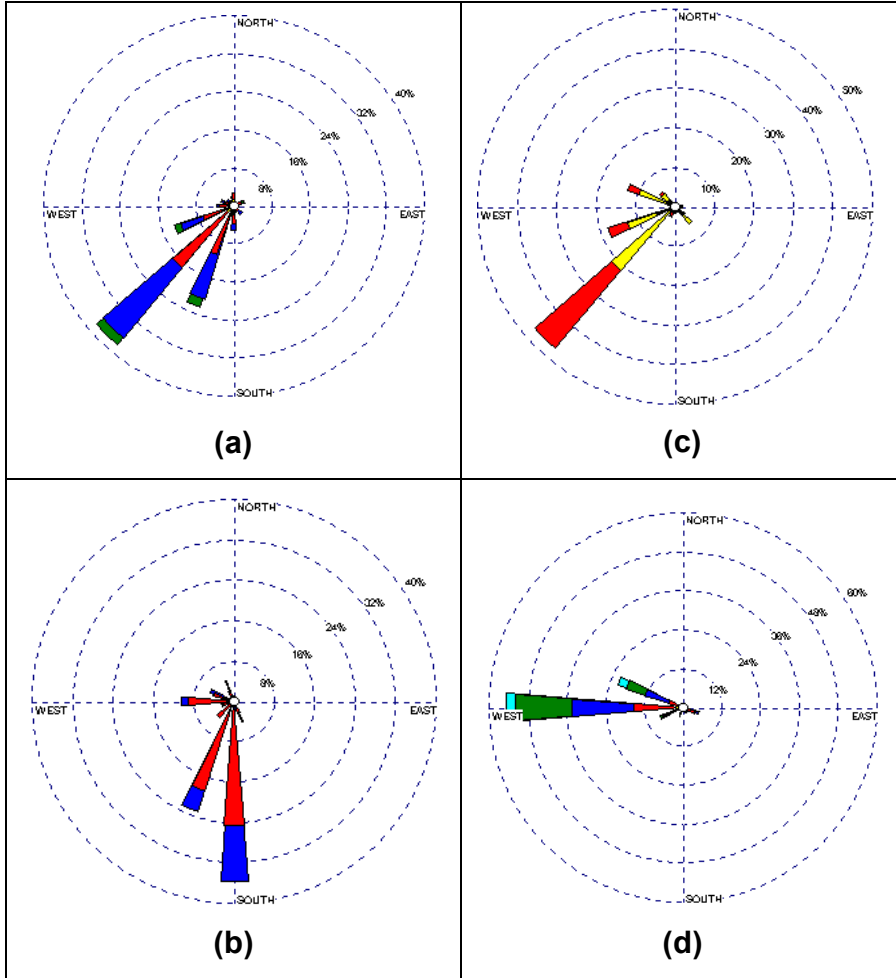 NORTH
40%
32%
24%
16%
8%
WEST
EAST
SOUTH
(a)
NORTH
50%
40%
30%
20%
10%
WEST
EAST
SOUTH
(c)
NORTH
40%
32%
24%
16%
8%
WEST
EAST
SOUTH
(b)
NORTH
60%
48%
36%
24%
12%
WEST
EAST
SOUTH
(d)